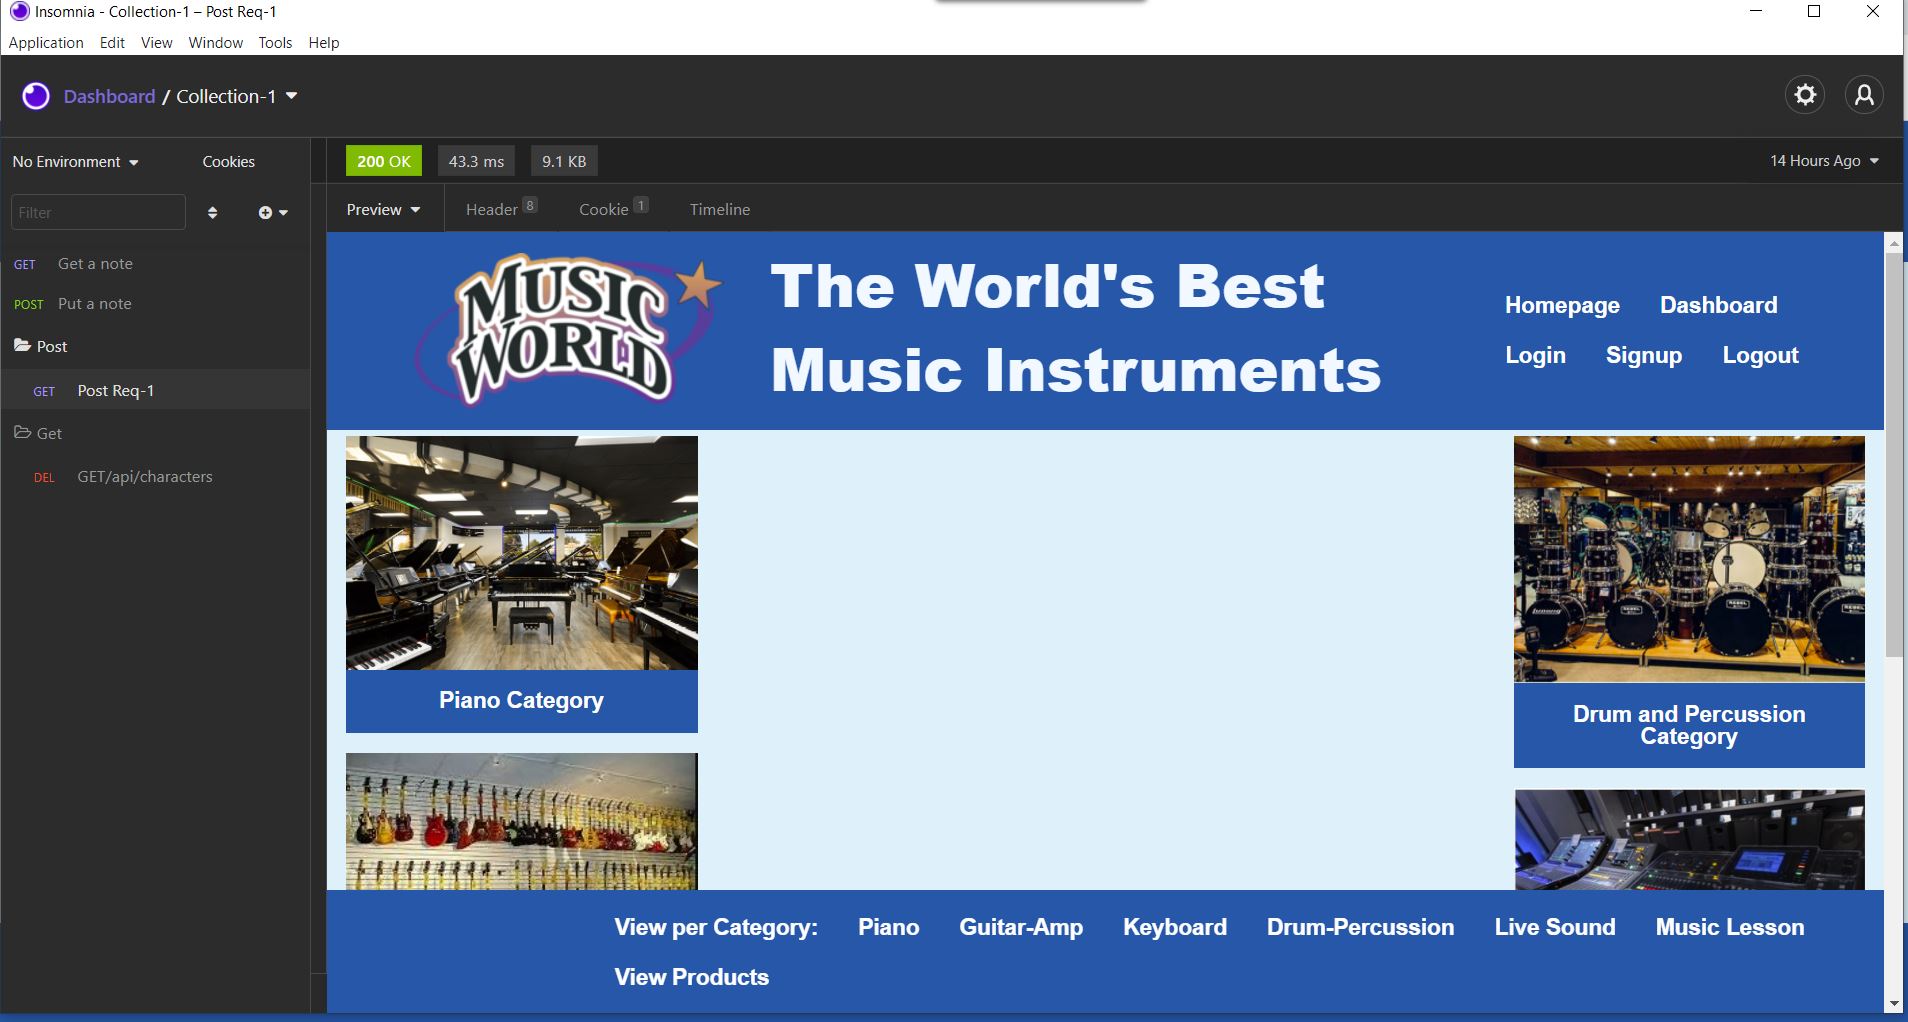 Insomnia - Collection-1 – Post Req-1
Application Edit View Window Tools Help
Dashboard / Collection-1
No Environment Cookies
200 OK 43.3 ms 9.1 KB
14 Hours Ago
Filter
Preview Header 8 Cookie 1 Timeline
GET Get a note
POST Put a note
Post
GET Post Req-1
Get
DEL GET/api/characters
MUSIC
WORLD
The World's Best
Music Instruments
Homepage Dashboard
Login Signup Logout
Piano Category
REBEL
REBEL
REBEL
Drum and Percussion
Category
View per Category: Piano Guitar-Amp Keyboard Drum-Percussion Live Sound Music Lesson
View Products